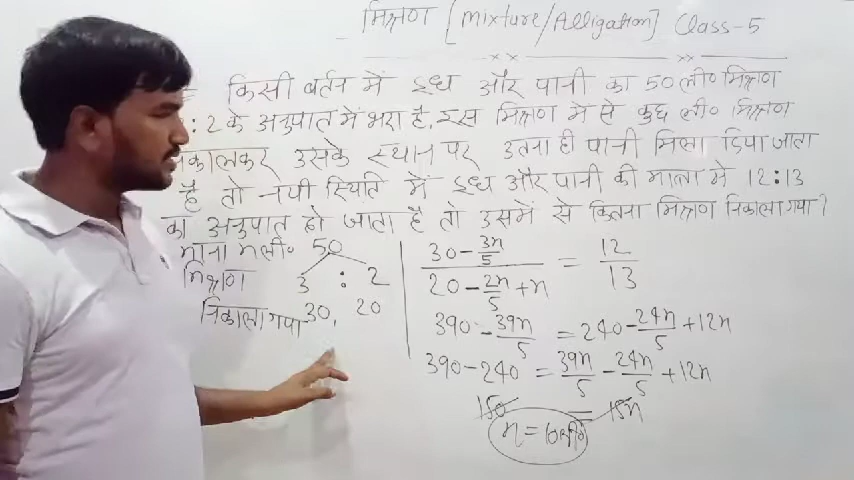 मिश्रण [Mixture/Alligation] Class-5
किसी बर्तन में दूध और पानी का 50 ली० मिश्रण
: 2 के अनुपात में भरा है, इस मिश्रण में से कुछ ली० मिश्रण
कालकर उसके स्थान पर उतना ही पानी मिला दिया जाता
है तो नयी स्थिति में दूध और पानी की मात्रा में 12:13
का अनुपात हो जाता है तो उसमें से कितना मिश्रण निकाला गया?
माना n ली० 50
मिश्रण 3 : 2
निकाला गया 30, 20
30 - 3n/5 / 20 - 2n/5 + n = 12/13
390 - 39n/5 = 240 - 24n/5 + 12n
390 - 240 = 39n/5 - 24n/5 + 12n
150 = 15n
n = 10 ली०